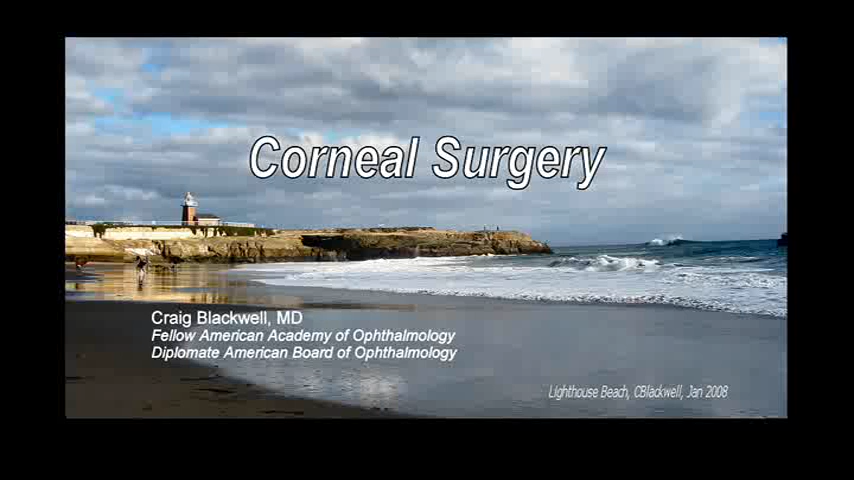 Corneal Surgery
Craig Blackwell, MD
Fellow American Academy of Ophthalmology
Diplomate American Board of Ophthalmology
Lighthouse Beach, CBlackwell, Jan 2008